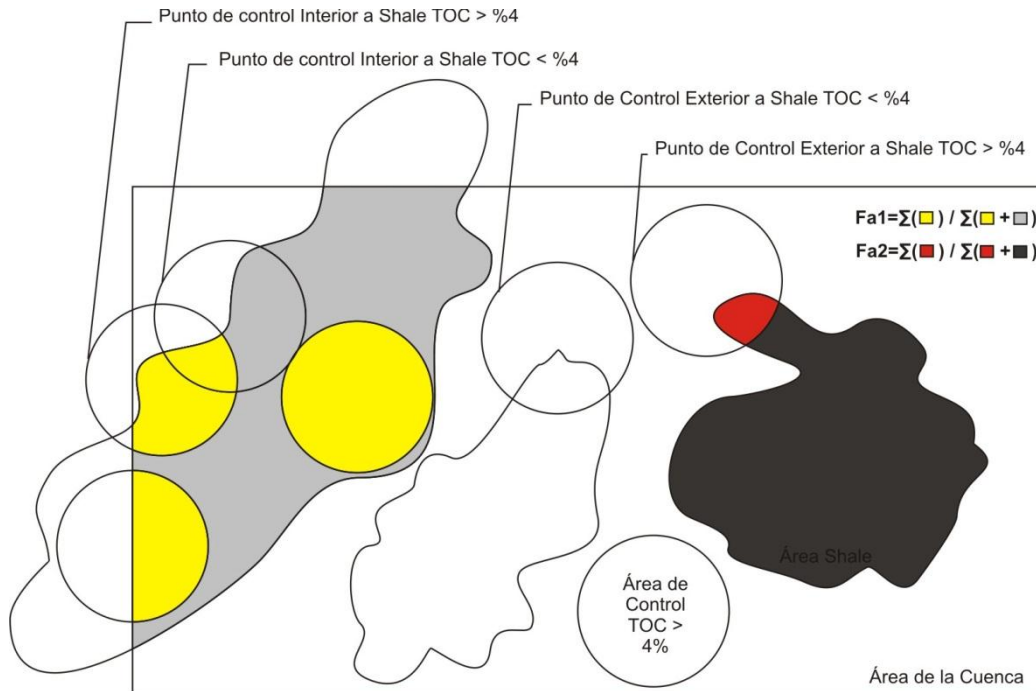 Punto de control Interior a Shale TOC > %4
Punto de control Interior a Shale TOC < %4
Punto de Control Exterior a Shale TOC < %4
Punto de Control Exterior a Shale TOC > %4
Fa1=∑(□) / ∑(□+□)
Fa2=∑(■) / ∑(■+■)
Área Shale
Área de
Control
TOC >
4%
Área de la Cuenca